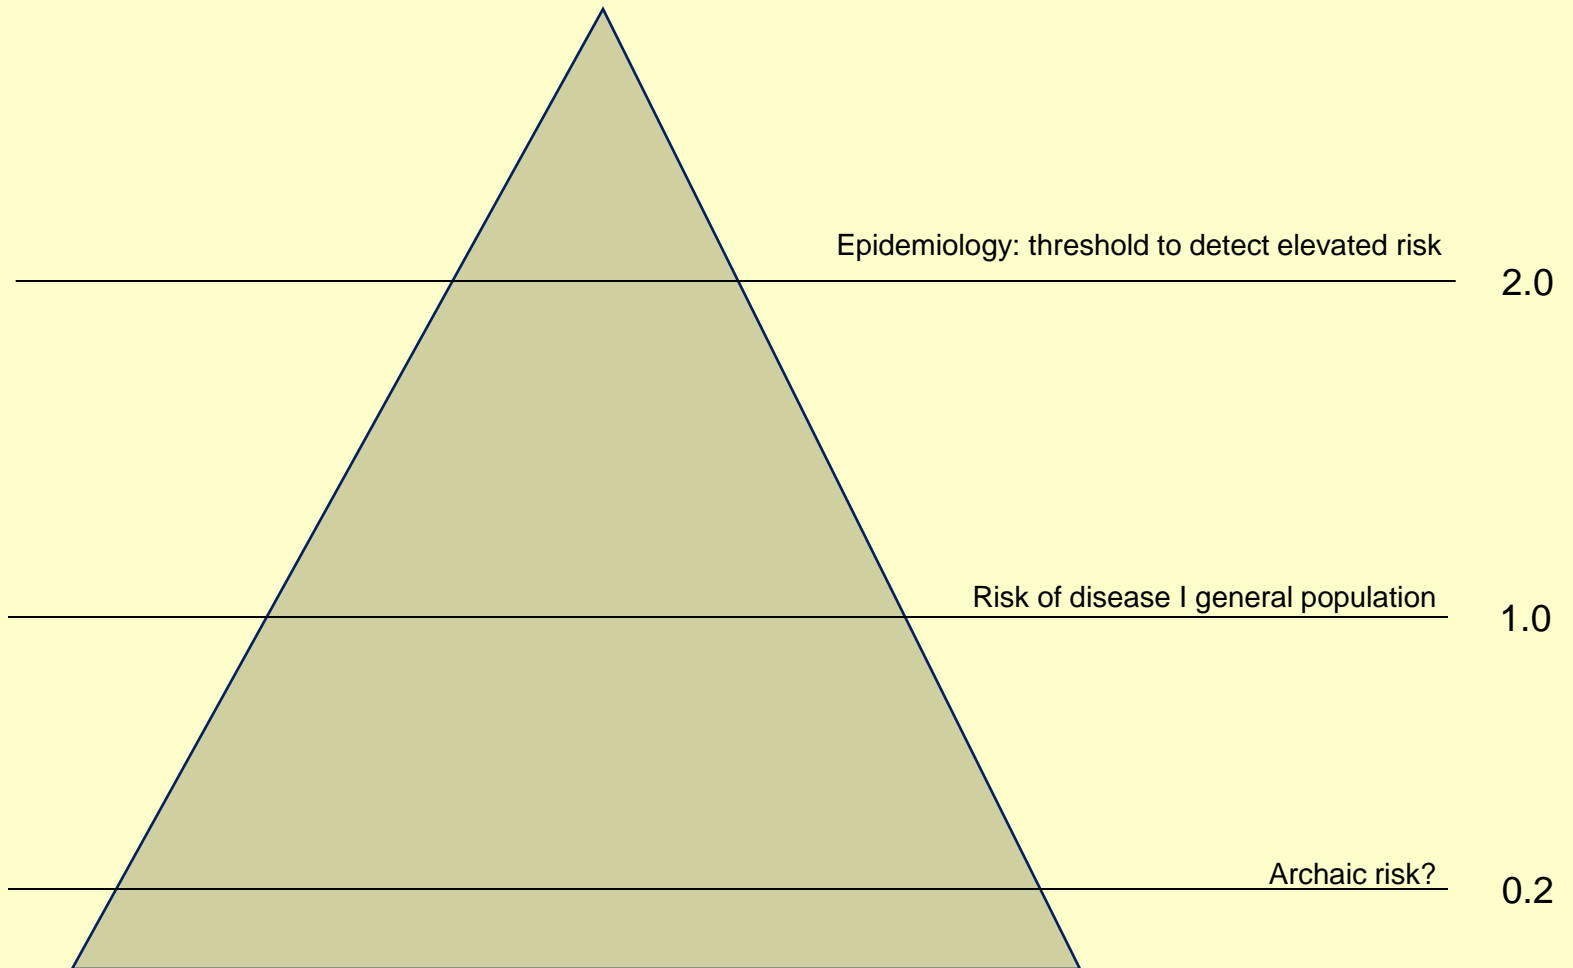 Epidemiology: threshold to detect elevated risk
2.0
Risk of disease I general population
1.0
Archaic risk?
0.2